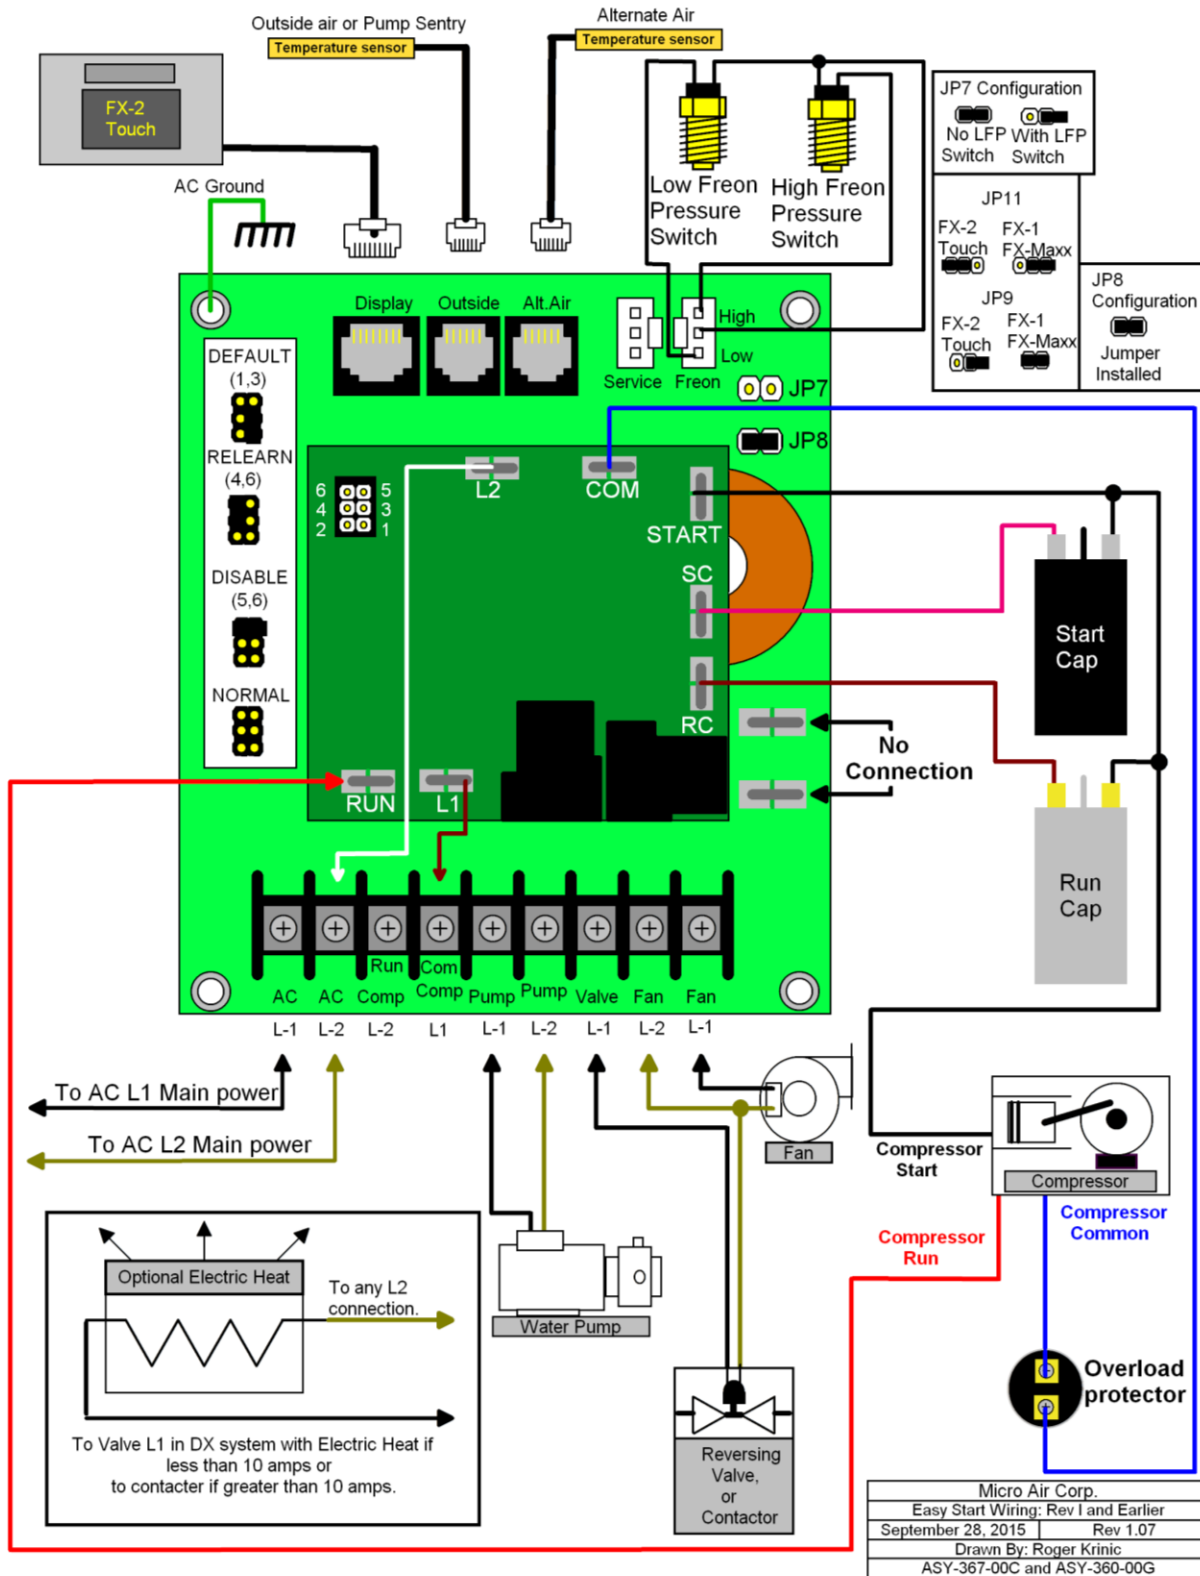 Outside air or Pump Sentry
Temperature sensor
Alternate Air
Temperature sensor
FX-2
Touch
AC Ground
Low Freon
Pressure
Switch
High Freon
Pressure
Switch
JP7 Configuration
No LFP
Switch
With LFP
Switch
JP11
FX-2
Touch
FX-1
FX-Maxx
JP9
FX-2
Touch
FX-1
FX-Maxx
JP8
Configuration
Jumper
Installed
Display
Outside
Alt.Air
High
Low
Service
Freon
JP7
JP8
DEFAULT
(1,3)
RELEARN
(4,6)
DISABLE
(5,6)
NORMAL
6 5
4 3
2 1
L2
COM
START
SC
RC
RUN
L1
No
Connection
Start
Cap
Run
Cap
AC
AC
Run
Comp
Com
Comp
Pump
Pump
Valve
Fan
Fan
L-1
L-2
L-2
L1
L-1
L-2
L-1
L-2
L-1
To AC L1 Main power
To AC L2 Main power
Fan
Compressor
Start
Compressor
Compressor
Common
Compressor
Run
Optional Electric Heat
To any L2
connection.
To Valve L1 in DX system with Electric Heat if
less than 10 amps or
to contacter if greater than 10 amps.
Water Pump
Reversing
Valve,
or
Contactor
Overload
protector
Micro Air Corp.
Easy Start Wiring: Rev I and Earlier
September 28, 2015
Rev 1.07
Drawn By: Roger Krinic
ASY-367-00C and ASY-360-00G